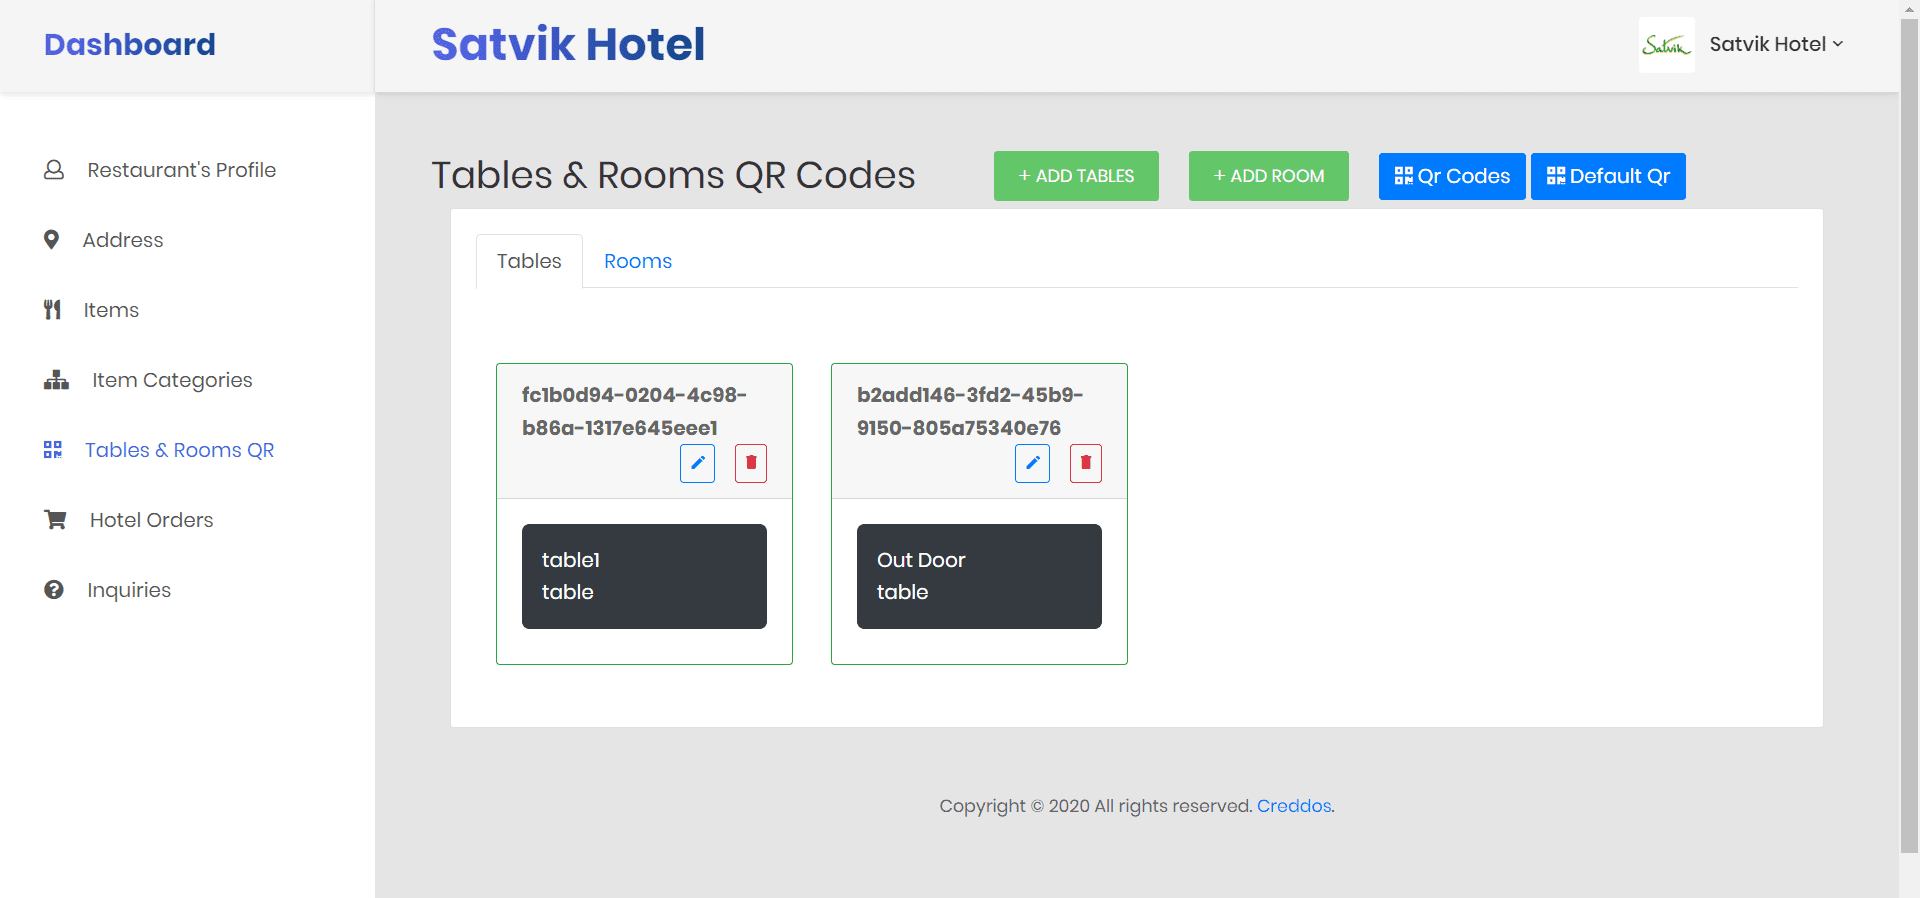 Dashboard
Satvik Hotel
Satvik
Satvik Hotel
Restaurant's Profile
Address
Items
Item Categories
Tables & Rooms QR
Hotel Orders
Inquiries
Tables & Rooms QR Codes
+ ADD TABLES
+ ADD ROOM
Qr Codes
Default Qr
Tables
Rooms
fc1b0d94-0204-4c98-
b86a-1317e645eee1
table1
table
b2add146-3fd2-45b9-
9150-805a75340e76
Out Door
table
Copyright © 2020 All rights reserved. Creddos.